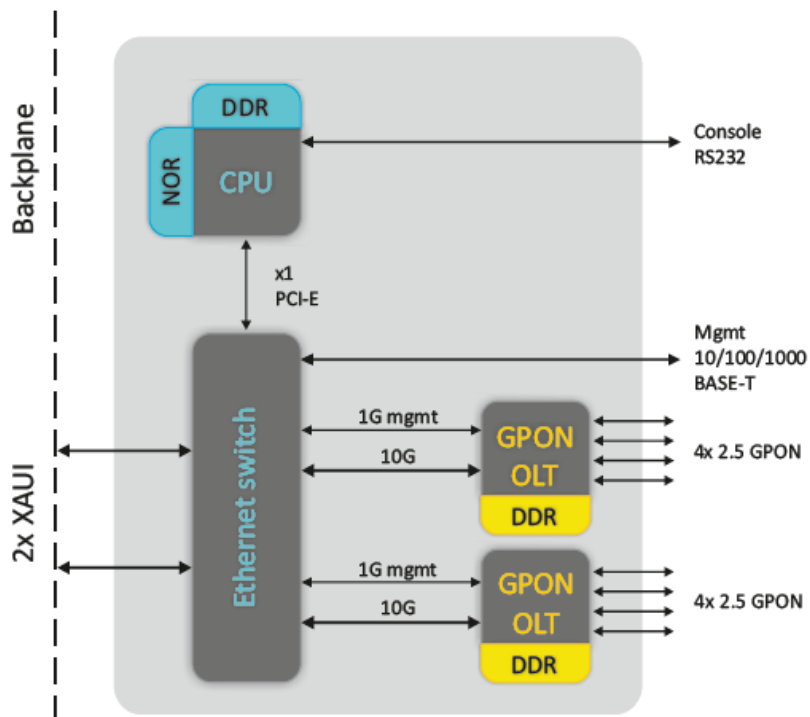 Backplane
2x XAUI
DDR
NOR
CPU
Console
RS232
x1
PCI-E
Ethernet switch
Mgmt
10/100/1000
BASE-T
1G mgmt
10G
GPON
OLT
DDR
4x 2.5 GPON
1G mgmt
10G
GPON
OLT
DDR
4x 2.5 GPON